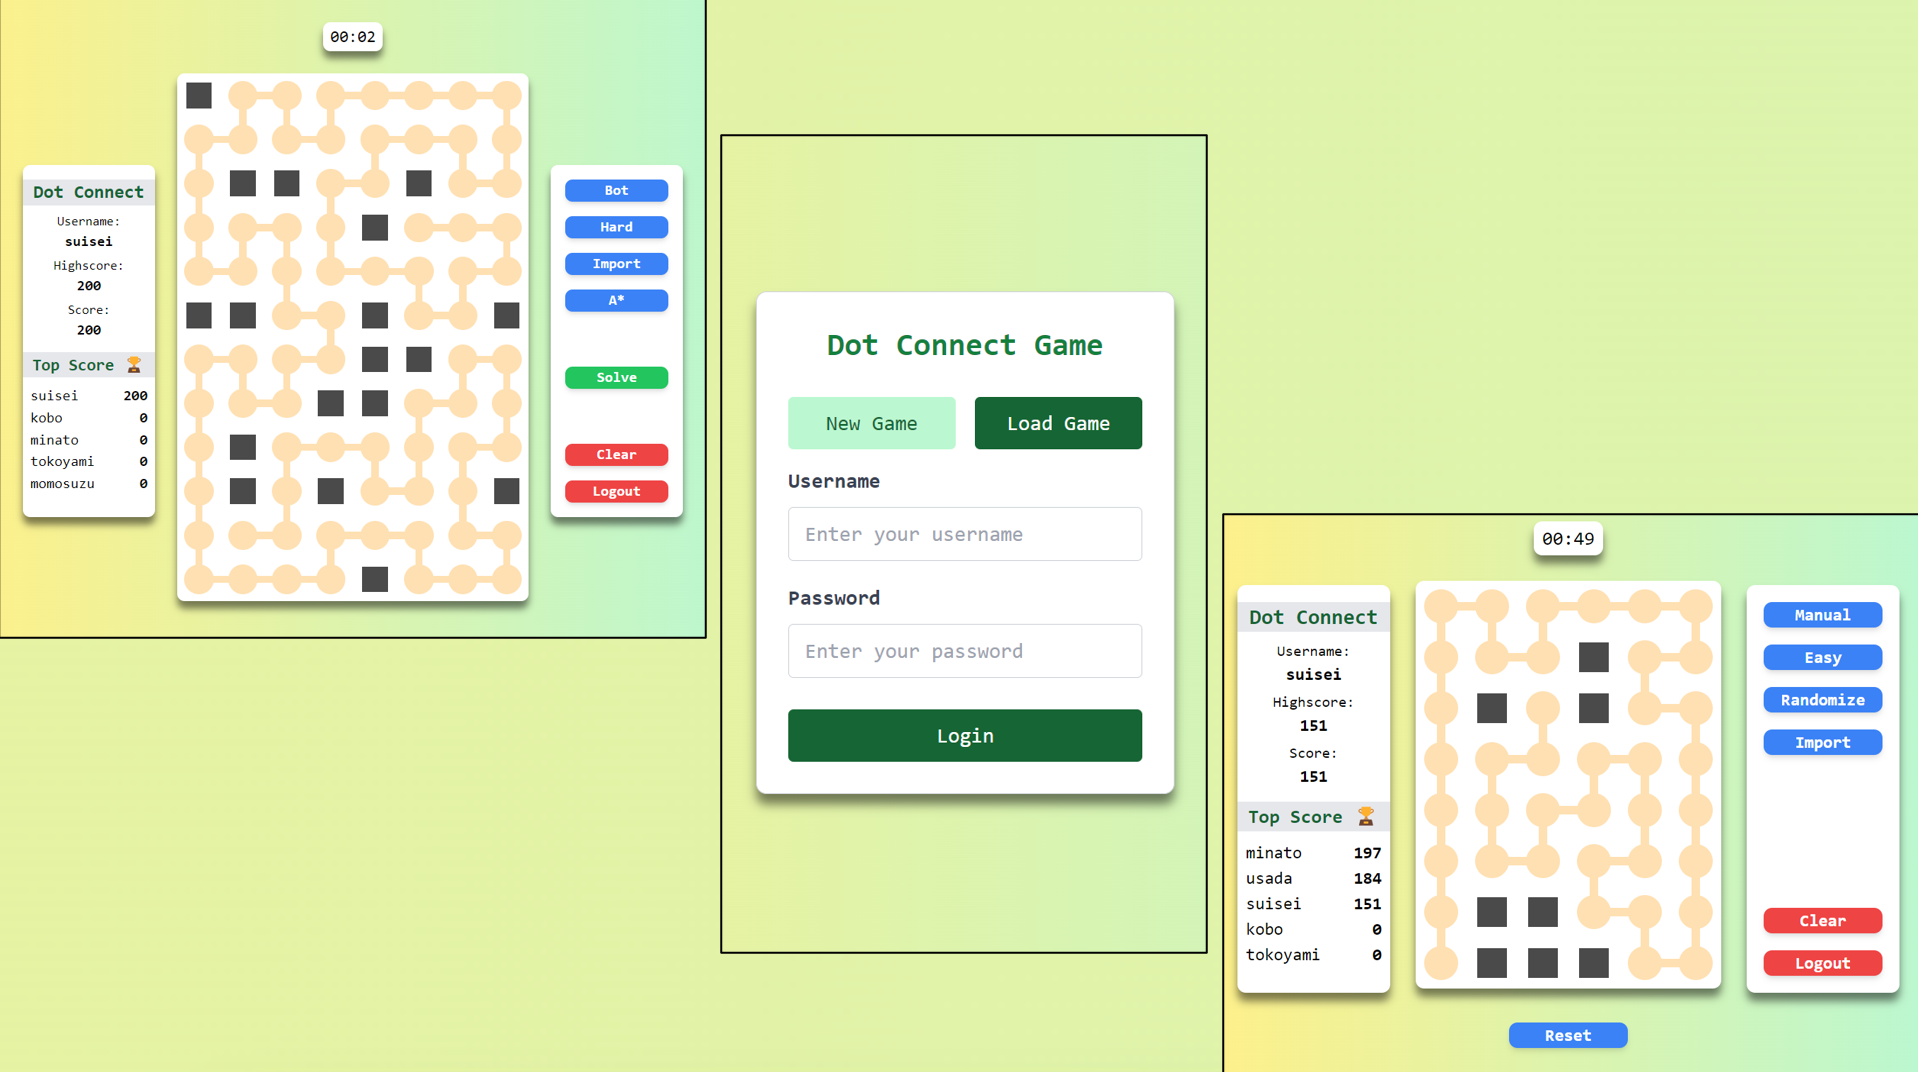 00:02
Dot Connect
Username:
suisei
Highscore:
200
Score:
200
Top Score
suisei 200
kobo 0
minato 0
tokoyami 0
momosuzu 0
Bot
Hard
Import
A*
Solve
Clear
Logout
Dot Connect Game
New Game
Load Game
Username
Enter your username
Password
Enter your password
Login
00:49
Dot Connect
Username:
suisei
Highscore:
151
Score:
151
Top Score
minato 197
usada 184
suisei 151
kobo 0
tokoyami 0
Manual
Easy
Randomize
Import
Clear
Logout
Reset